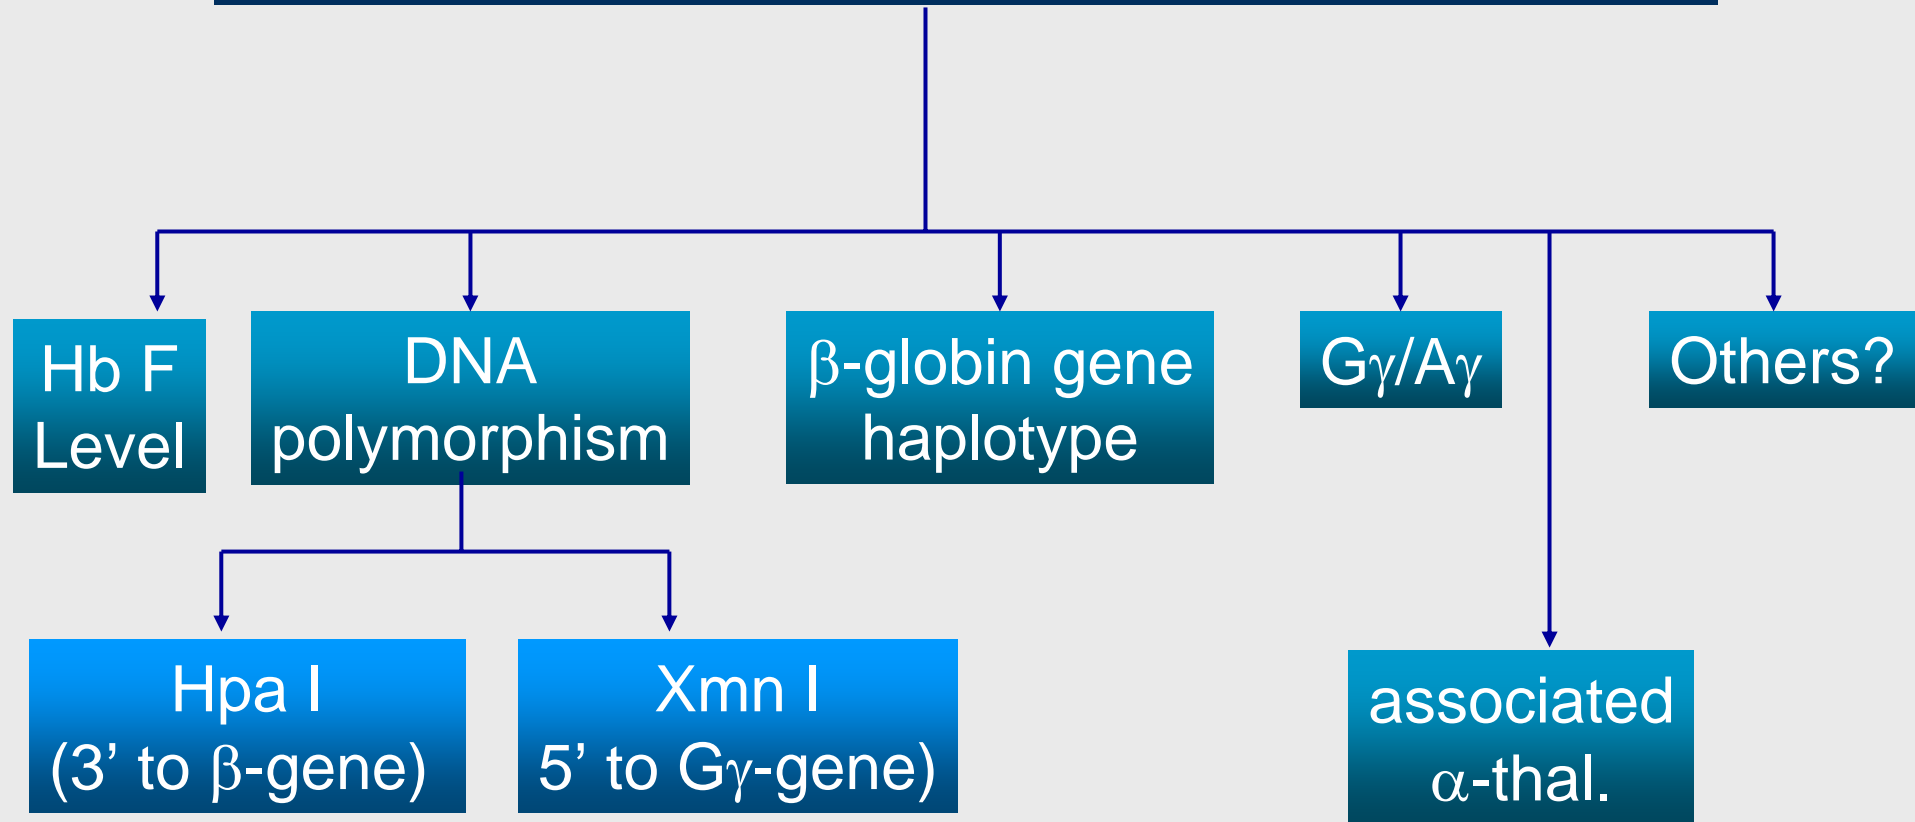 Hb F
Level
DNA
polymorphism
β-globin gene
haplotype
Gγ/Aγ
Others?
Hpa I
(3’ to β-gene)
Xmn I
5’ to Gγ-gene)
associated
α-thal.